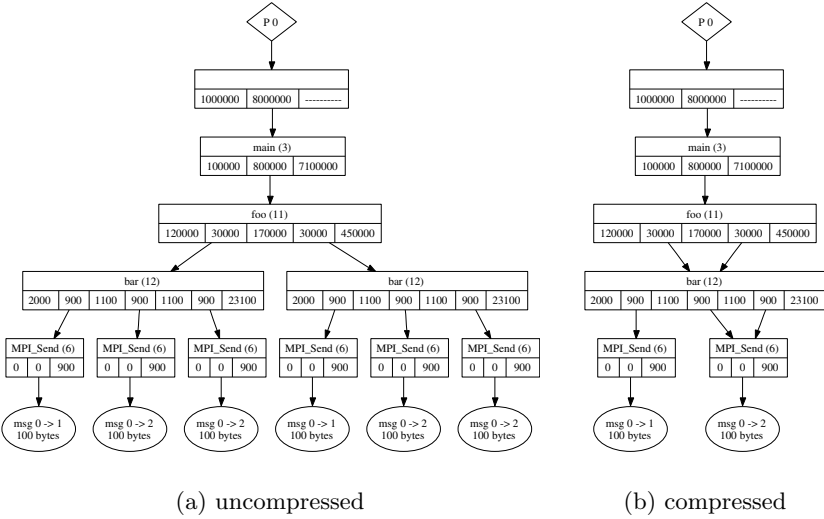 P 0
P 0
1000000 8000000 ----------
1000000 8000000 ----------
main (3)
main (3)
100000 800000 7100000
100000 800000 7100000
foo (11)
foo (11)
120000 30000 170000 30000 450000
120000 30000 170000 30000 450000
bar (12)
bar (12)
bar (12)
2000 900 1100 900 1100 900 23100
2000 900 1100 900 1100 900 23100
2000 900 1100 900 1100 900 23100
MPI_Send (6)
MPI_Send (6)
MPI_Send (6)
MPI_Send (6)
MPI_Send (6)
MPI_Send (6)
MPI_Send (6)
MPI_Send (6)
0 0 900
0 0 900
0 0 900
0 0 900
0 0 900
0 0 900
0 0 900
0 0 900
msg 0 -> 1
100 bytes
msg 0 -> 2
100 bytes
msg 0 -> 2
100 bytes
msg 0 -> 1
100 bytes
msg 0 -> 2
100 bytes
msg 0 -> 2
100 bytes
msg 0 -> 1
100 bytes
msg 0 -> 2
100 bytes
(a) uncompressed
(b) compressed